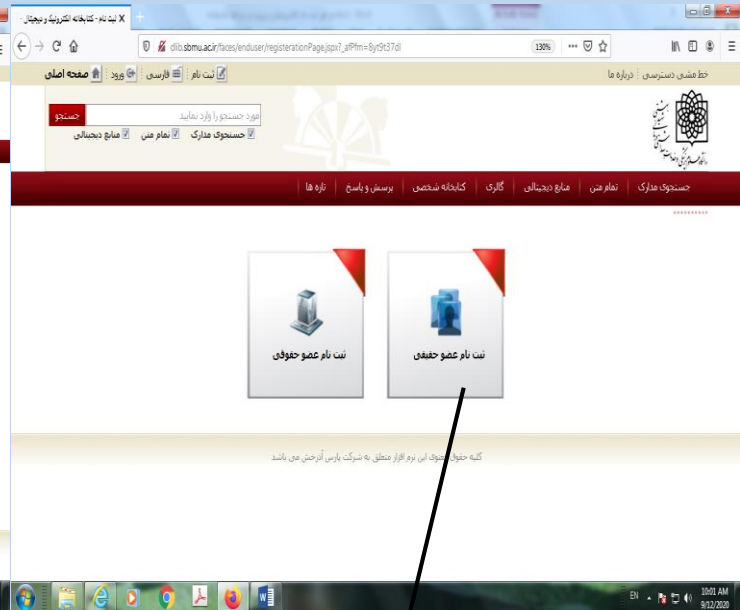 ثبت نام - کتابخانه الکترونیک و دیجیتال -
dlib.sbmu.ac.ir/faces/enduser/registerationPage.jspx?_afPfm=8yt9t37dl
130%
خط مشی دسترسی | درباره ما
صفحه اصلی | ورود | فارسی | ثبت نام
مورد جستجو را وارد نمایید
جستجو
جستجوی مدارک
تمام متن
منابع دیجیتالی
جستجوی مدارک | تمام متن | منابع دیجیتالی | گالری | کتابخانه شخصی | پرسش و پاسخ | تازه ها
**********
ثبت نام عضو حقیقی
ثبت نام عضو حقوقی
کلیه حقوق معنوی این نرم افزار متعلق به شرکت پارس آذرخش می باشد
EN
10:01 AM
9/12/2020